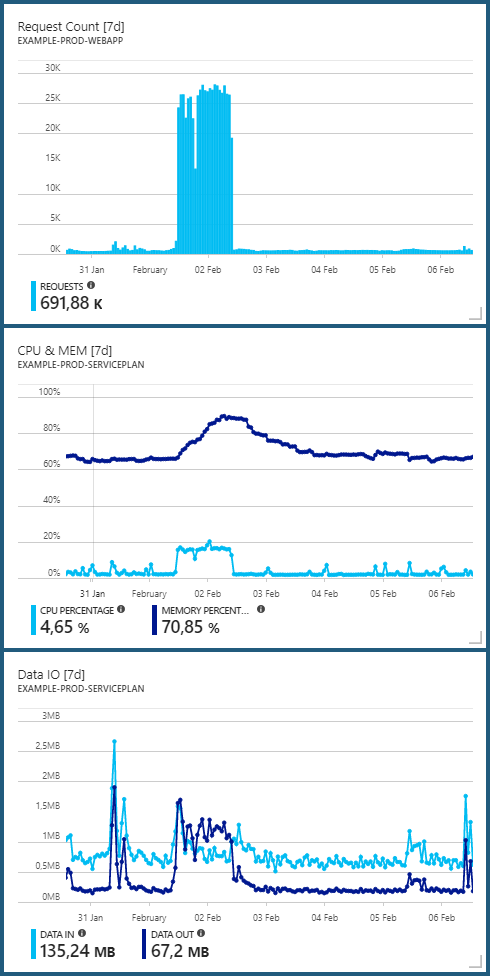 Request Count [7d]
EXAMPLE-PROD-WEBAPP
30K
25K
20K
15K
10K
5K
0K
31 Jan February 02 Feb 03 Feb 04 Feb 05 Feb 06 Feb
REQUESTS
691,88 K
CPU & MEM [7d]
EXAMPLE-PROD-SERVICEPLAN
100%
80%
60%
40%
20%
0%
31 Jan February 02 Feb 03 Feb 04 Feb 05 Feb 06 Feb
CPU PERCENTAGE MEMORY PERCENT...
4,65 % 70,85 %
Data IO [7d]
EXAMPLE-PROD-SERVICEPLAN
3MB
2,5MB
2MB
1,5MB
1MB
0,5MB
0MB
31 Jan February 02 Feb 03 Feb 04 Feb 05 Feb 06 Feb
DATA IN DATA OUT
135,24 MB 67,2 MB